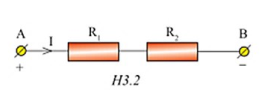 A I R₁ R₂ B
+ −
H3.2